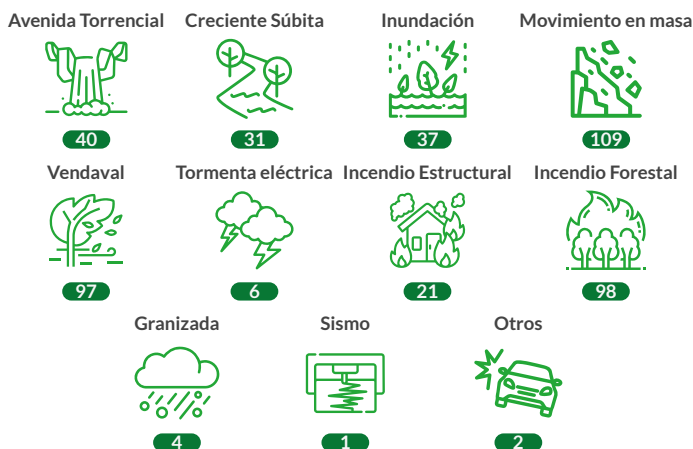 Avenida Torrencial Creciente Súbita Inundación Movimiento en masa
40 31 37 109
Vendaval Tormenta eléctrica Incendio Estructural Incendio Forestal
97 6 21 98
Granizada Sismo Otros
4 1 2